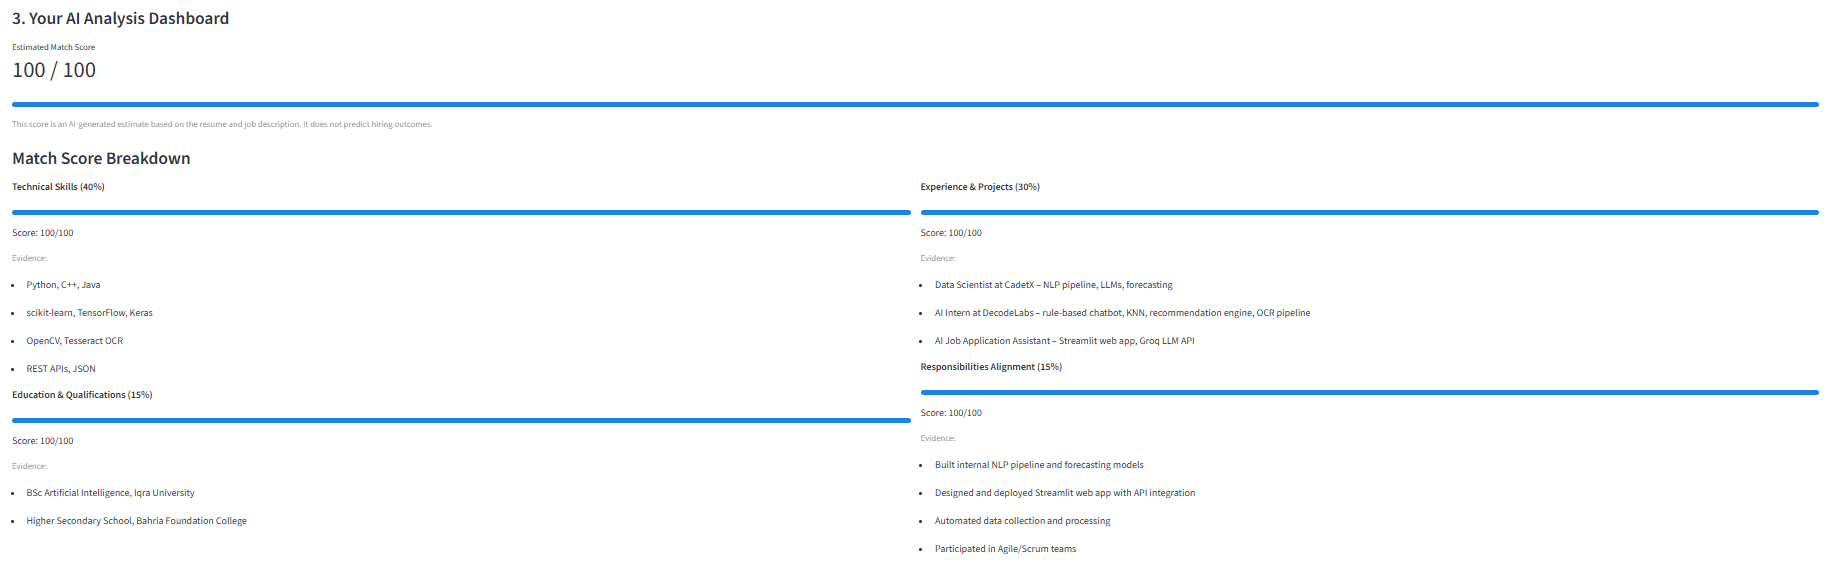 3. Your AI Analysis Dashboard
Estimated Match Score
100 / 100
This score is an AI-generated estimate based on the resume and job description. It does not predict hiring outcomes.
Match Score Breakdown
Technical Skills (40%)
Score: 100/100
Evidence:
• Python, C++, Java
• scikit-learn, TensorFlow, Keras
• OpenCV, Tesseract OCR
• REST APIs, JSON
Education & Qualifications (15%)
Score: 100/100
Evidence:
• BSc Artificial Intelligence, Iqra University
• Higher Secondary School, Bahria Foundation College
Experience & Projects (30%)
Score: 100/100
Evidence:
• Data Scientist at CadetX – NLP pipeline, LLMs, forecasting
• AI Intern at DecodeLabs – rule-based chatbot, KNN, recommendation engine, OCR pipeline
• AI Job Application Assistant – Streamlit web app, Groq LLM API
Responsibilities Alignment (15%)
Score: 100/100
Evidence:
• Built internal NLP pipeline and forecasting models
• Designed and deployed Streamlit web app with API integration
• Automated data collection and processing
• Participated in Agile/Scrum teams